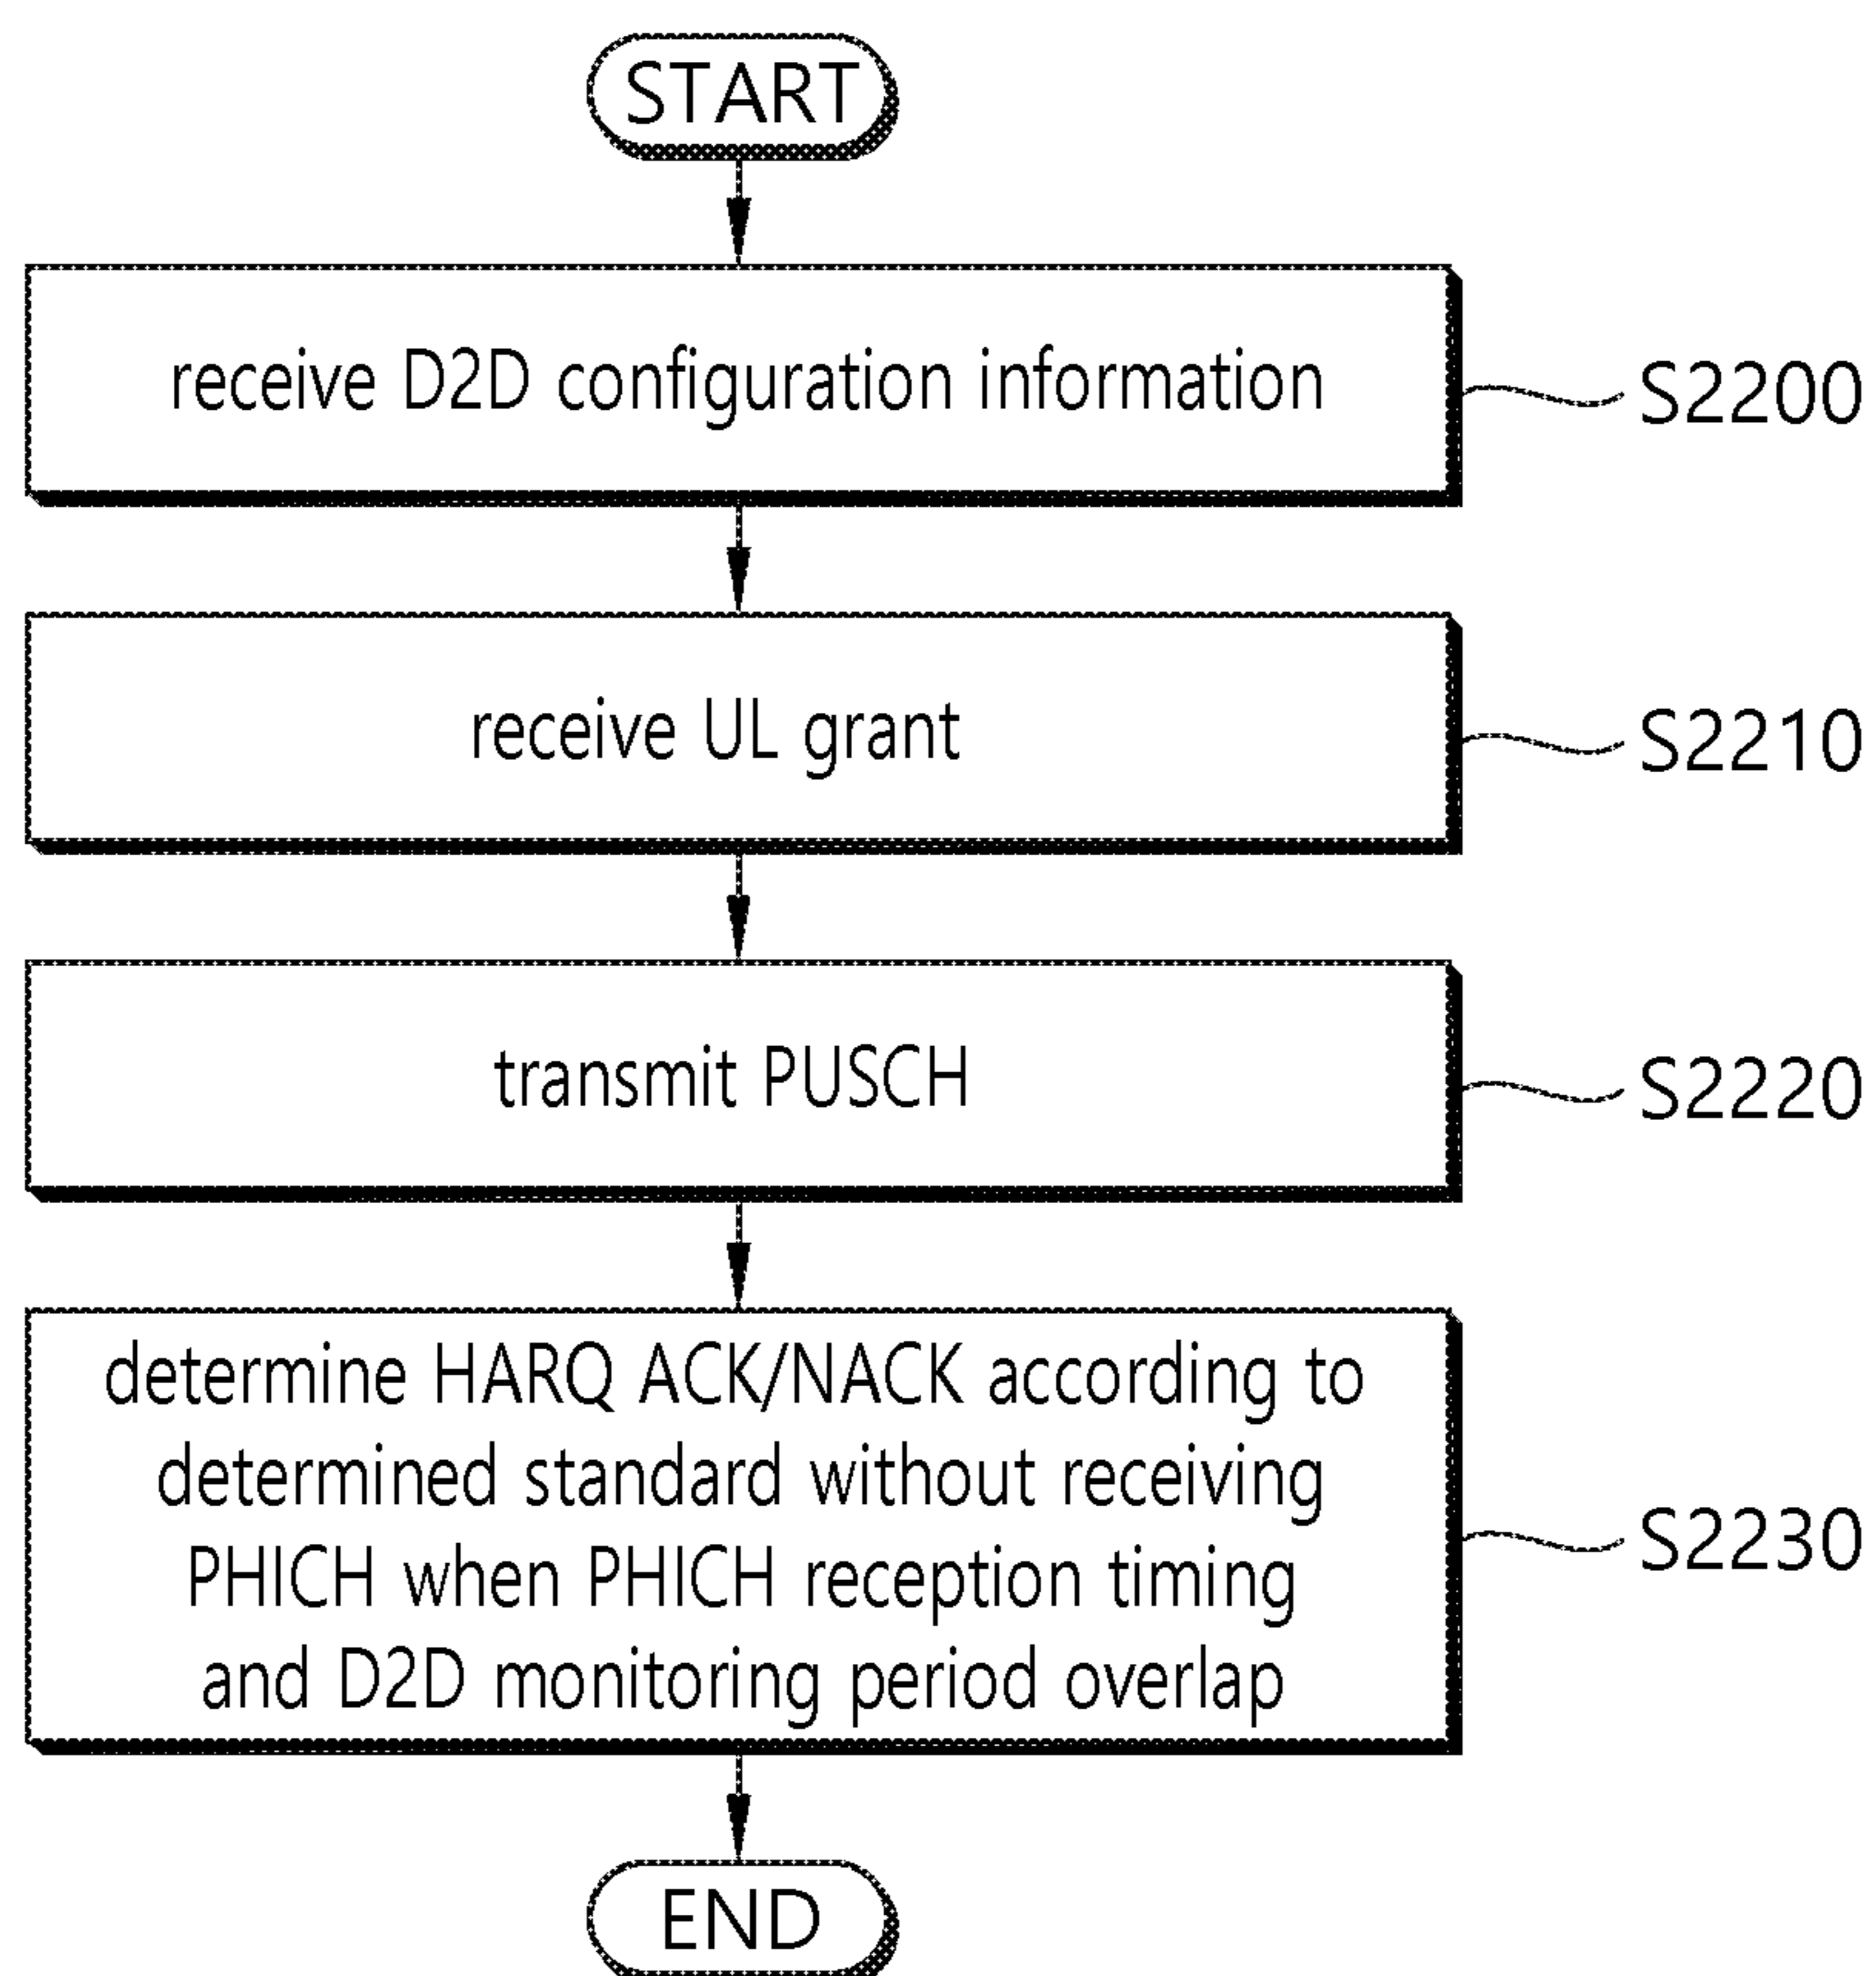 START
receive D2D configuration information
S2200
receive UL grant
S2210
transmit PUSCH
S2220
determine HARQ ACK/NACK according to
determined standard without receiving
PHICH when PHICH reception timing
and D2D monitoring period overlap
S2230
END